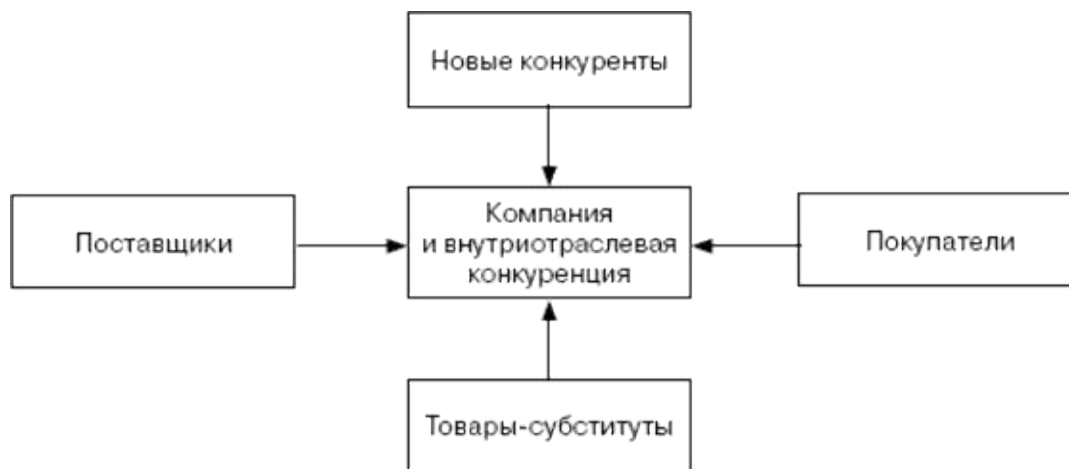 Новые конкуренты
Поставщики
Компания
и внутриотраслевая
конкуренция
Покупатели
Товары-субституты